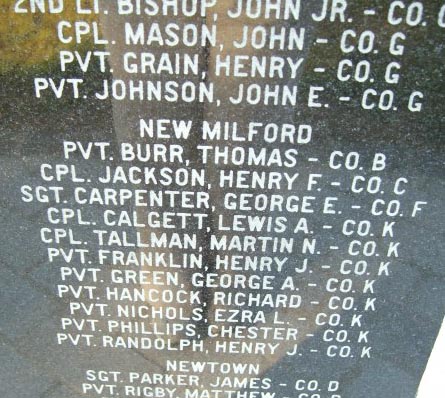 2ND LT. BISHOP, JOHN JR. - CO.
CPL. MASON, JOHN - CO. G
PVT. GRAIN, HENRY - CO. G
PVT. JOHNSON, JOHN E. - CO. G
NEW MILFORD
PVT. BURR, THOMAS - CO. B
CPL. JACKSON, HENRY F. - CO. C
SGT. CARPENTER, GEORGE E. - CO. F
CPL. CALGETT, LEWIS A. - CO. K
CPL. TALLMAN, MARTIN N. - CO. K
PVT. FRANKLIN, HENRY J. - CO. K
PVT. GREEN, GEORGE A. - CO. K
PVT. HANCOCK, RICHARD - CO. K
PVT. NICHOLS, EZRA L. - CO. K
PVT. PHILLIPS, CHESTER - CO. K
PVT. RANDOLPH, HENRY J. - CO. K
NEWTOWN
SGT. PARKER, JAMES - CO. D
PVT. RIGBY, MATTHEW - CO.